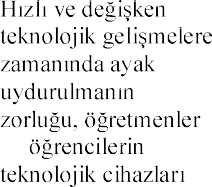 Hızlı ve değişken
teknolojik gelişmelere
zamanında ayak
uydurulmanın
zorluğu, öğretmenler
öğrencilerin
teknolojik cihazları